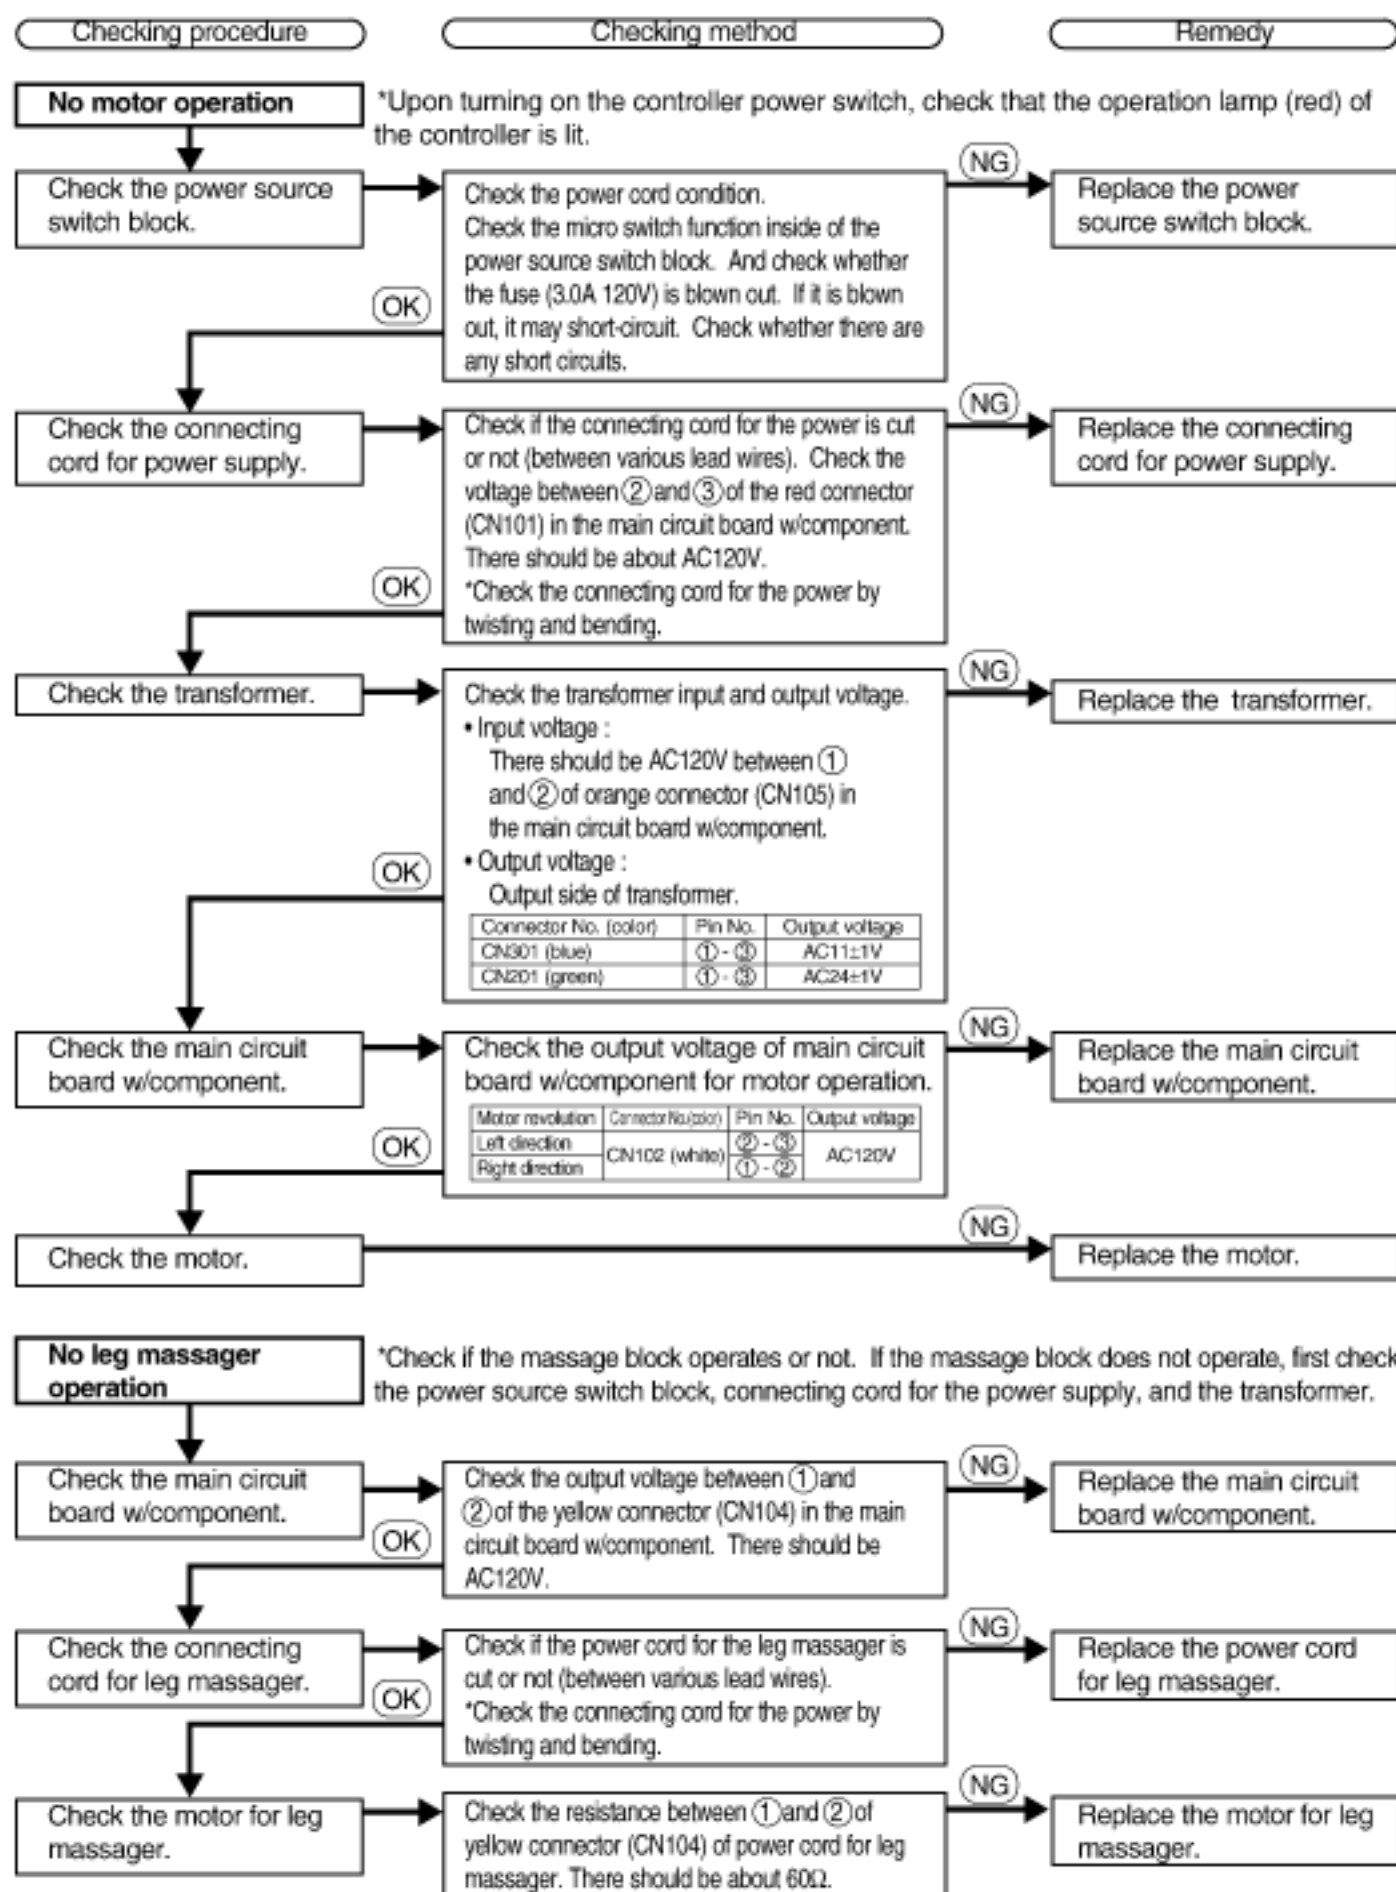 Checking procedure
Checking method
Remedy
No motor operation
*Upon turning on the controller power switch, check that the operation lamp (red) of
the controller is lit.
Check the power source
switch block.
Check the power cord condition.
Check the micro switch function inside of the
power source switch block. And check whether
the fuse (3.0A 120V) is blown out. If it is blown
out, it may short-circuit. Check whether there are
any short circuits.
NG
Replace the power
source switch block.
OK
Check the connecting
cord for power supply.
Check if the connecting cord for the power is cut
or not (between various lead wires). Check the
voltage between ② and ③ of the red connector
(CN101) in the main circuit board w/component.
There should be about AC120V.
*Check the connecting cord for the power by
twisting and bending.
NG
Replace the connecting
cord for power supply.
OK
Check the transformer.
Check the transformer input and output voltage.
• Input voltage :
There should be AC120V between ①
and ② of orange connector (CN105) in
the main circuit board w/component.
• Output voltage :
Output side of transformer.
Connector No. (color) Pin No. Output voltage
CN301 (blue) ① - ③ AC11±1V
CN201 (green) ① - ③ AC24±1V
NG
Replace the transformer.
OK
Check the main circuit
board w/component.
Check the output voltage of main circuit
board w/component for motor operation.
Motor revolution Connector No.(color) Pin No. Output voltage
Left direction CN102 (white) ② - ③ AC120V
Right direction ① - ②
NG
Replace the main circuit
board w/component.
OK
Check the motor.
NG
Replace the motor.
No leg massager
operation
*Check if the massage block operates or not. If the massage block does not operate, first check
the power source switch block, connecting cord for the power supply, and the transformer.
Check the main circuit
board w/component.
Check the output voltage between ① and
② of the yellow connector (CN104) in the main
circuit board w/component. There should be
AC120V.
NG
Replace the main circuit
board w/component.
OK
Check the connecting
cord for leg massager.
Check if the power cord for the leg massager is
cut or not (between various lead wires).
*Check the connecting cord for the power by
twisting and bending.
NG
Replace the power cord
for leg massager.
OK
Check the motor for leg
massager.
Check the resistance between ① and ② of
yellow connector (CN104) of power cord for leg
massager. There should be about 60Ω.
NG
Replace the motor for leg
massager.